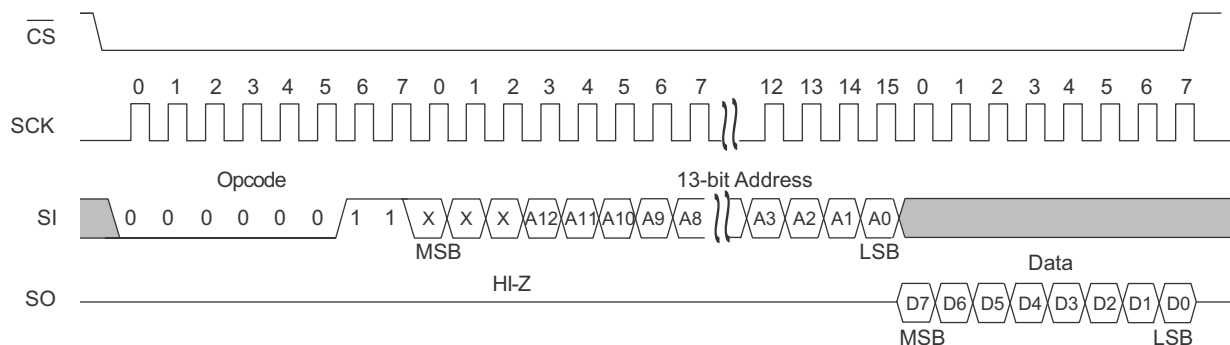 CS
0 1 2 3 4 5 6 7 0 1 2 3 4 5 6 7 12 13 14 15 0 1 2 3 4 5 6 7
SCK
Opcode 13-bit Address
SI 0 0 0 0 0 0 1 1 X X X A12 A11 A10 A9 A8 A3 A2 A1 A0
MSB LSB
HI-Z Data
SO D7 D6 D5 D4 D3 D2 D1 D0
MSB LSB